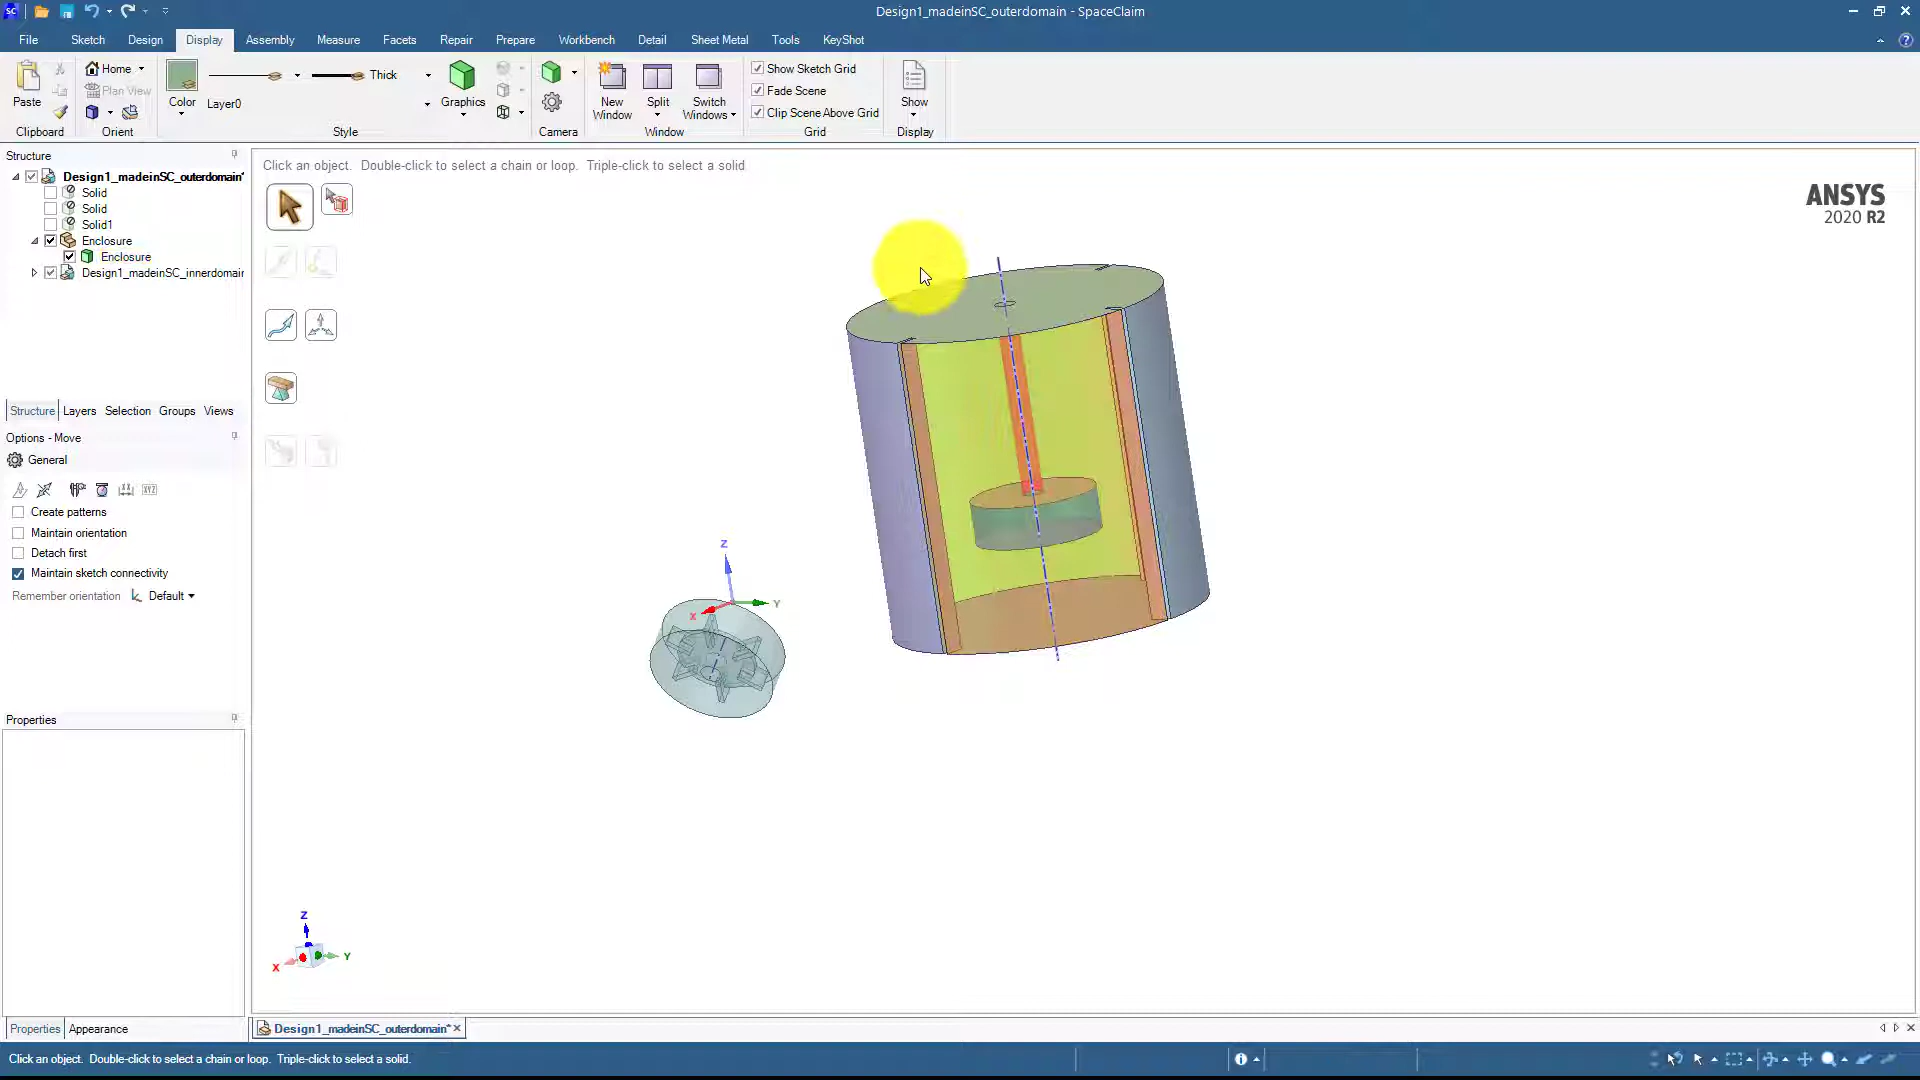 SC
Design1_madeinSC_outerdomain - SpaceClaim
File Sketch Design Display Assembly Measure Facets Repair Prepare Workbench Detail Sheet Metal Tools KeyShot
Paste
Clipboard
Home
Plan View
Orient
Color
Layer0
Thick
Style
Graphics
Camera
New Window
Split
Switch Windows
Window
Show Sketch Grid
Fade Scene
Clip Scene Above Grid
Grid
Show
Display
Structure
Design1_madeinSC_outerdomain*
Solid
Solid
Solid1
Enclosure
Enclosure
Design1_madeinSC_innerdomain
Structure Layers Selection Groups Views
Options - Move
General
XYZ
Create patterns
Maintain orientation
Detach first
Maintain sketch connectivity
Remember orientation Default
Properties
Properties Appearance
Click an object. Double-click to select a chain or loop. Triple-click to select a solid
ANSYS
2020 R2
Z
Y
X
Z
Y
X
Design1_madeinSC_outerdomain*
Click an object. Double-click to select a chain or loop. Triple-click to select a solid.